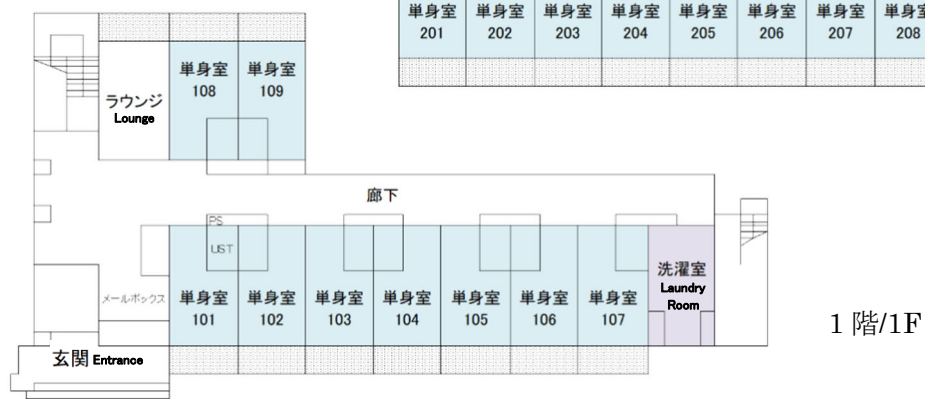 単身室 単身室 単身室 単身室 単身室 単身室 単身室 単身室
201 202 203 204 205 206 207 208
単身室 単身室
108 109
ラウンジ
Lounge
廊下
PS
UST
メールボックス
単身室 単身室 単身室 単身室 単身室 単身室 単身室
101 102 103 104 105 106 107
洗濯室
Laundry
Room
1 階/1F
玄関 Entrance